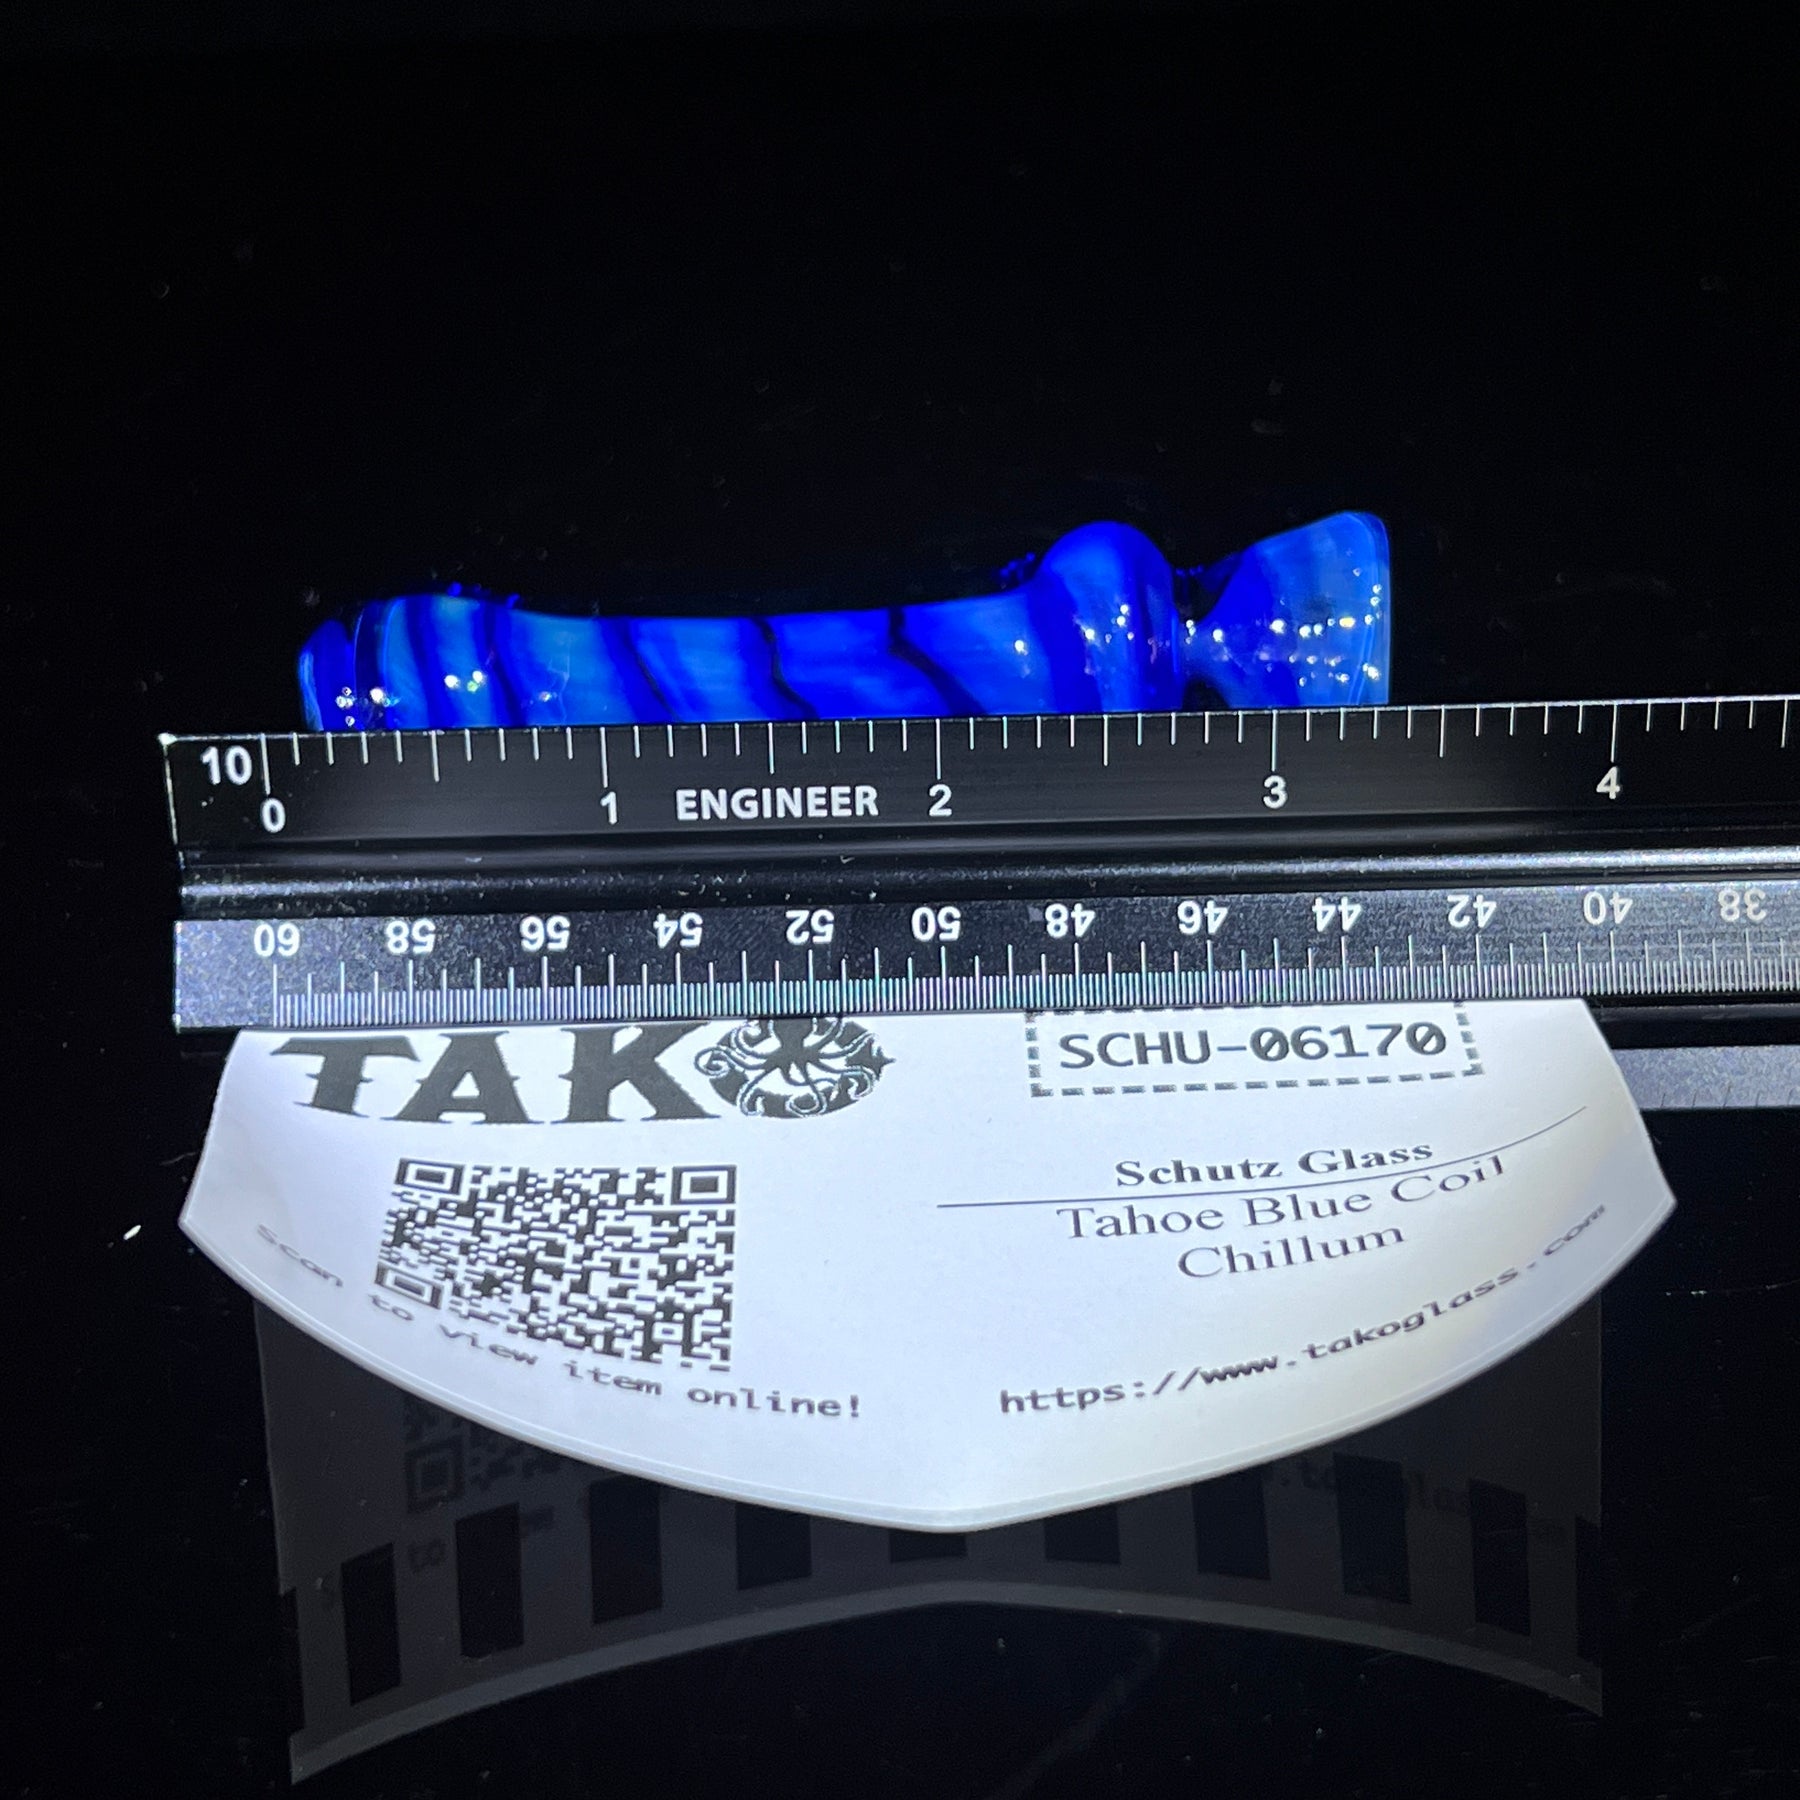 10
0 1 ENGINEER 2 3 4
60 58 56 54 52 50 48 46 44 42 40 38
TAKO
SCHU-06170
Schutz Glass
Tahoe Blue Coil
Chillum
Scan to view item online!
https://www.takoglass.com